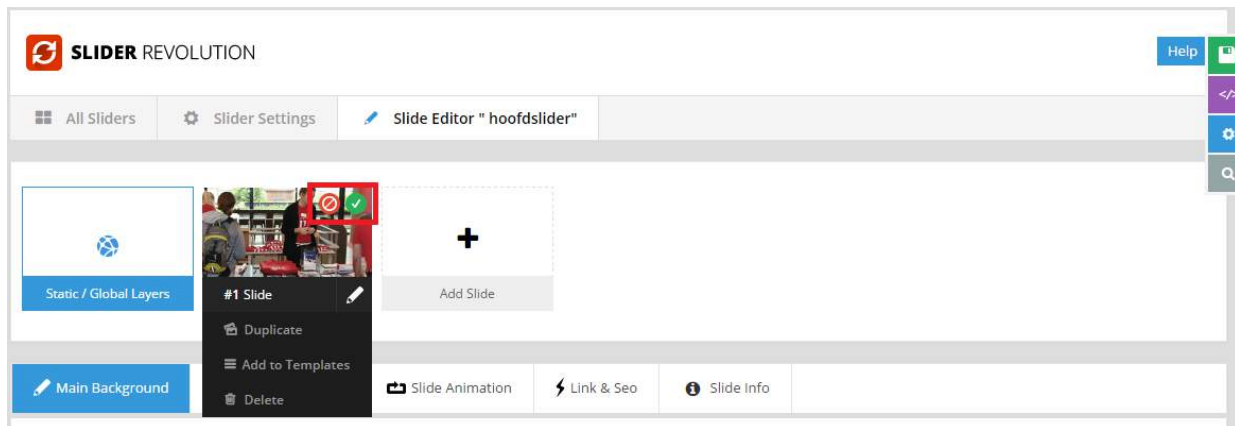 SLIDER REVOLUTION
Help
All Sliders
Slider Settings
Slide Editor " hoofdslider"
</>
Static / Global Layers
#1 Slide
Add Slide
Duplicate
Add to Templates
Delete
Main Background
Slide Animation
Link & Seo
Slide Info